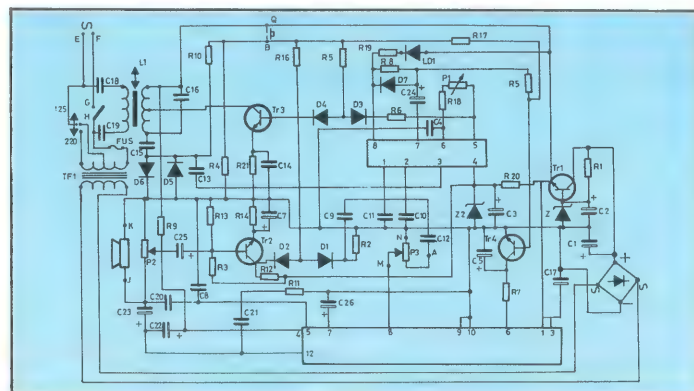 S
E F
Q
B
L1
C18
C16
R10
R16
R5
R17
R19
LD1
R8
D7
C24
P1
R18
R5
G
H
C19
125
220
FUS
C15
TF1
D6
D5
C13
R4
Tr3
R21
C14
D4
D3
R6
C4
8 7 6 5
1 2 3 4
R20
Tr1
R1
Z
C2
C1
K
J
P2
R9
C25
R13
R14
C7
Tr2
R3
R12
D2
D1
C9
R2
C11
C10
N
P3
M
A
C12
Z2
C3
Tr4
C5
R7
C17
C8
R11
C20
C23
C22
C21
C26
4 5 7 8 9 10 6 1 3
12
S S